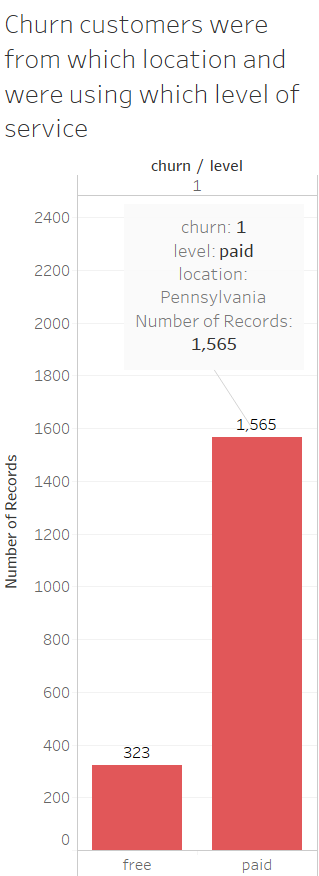 Churn customers were
from which location and
were using which level of
service
churn / level
1
2400
2200
2000
1800
1600
1400
1200
1000
800
600
400
200
0
Number of Records
churn: 1
level: paid
location:
Pennsylvania
Number of Records:
1,565
1,565
323
free
paid